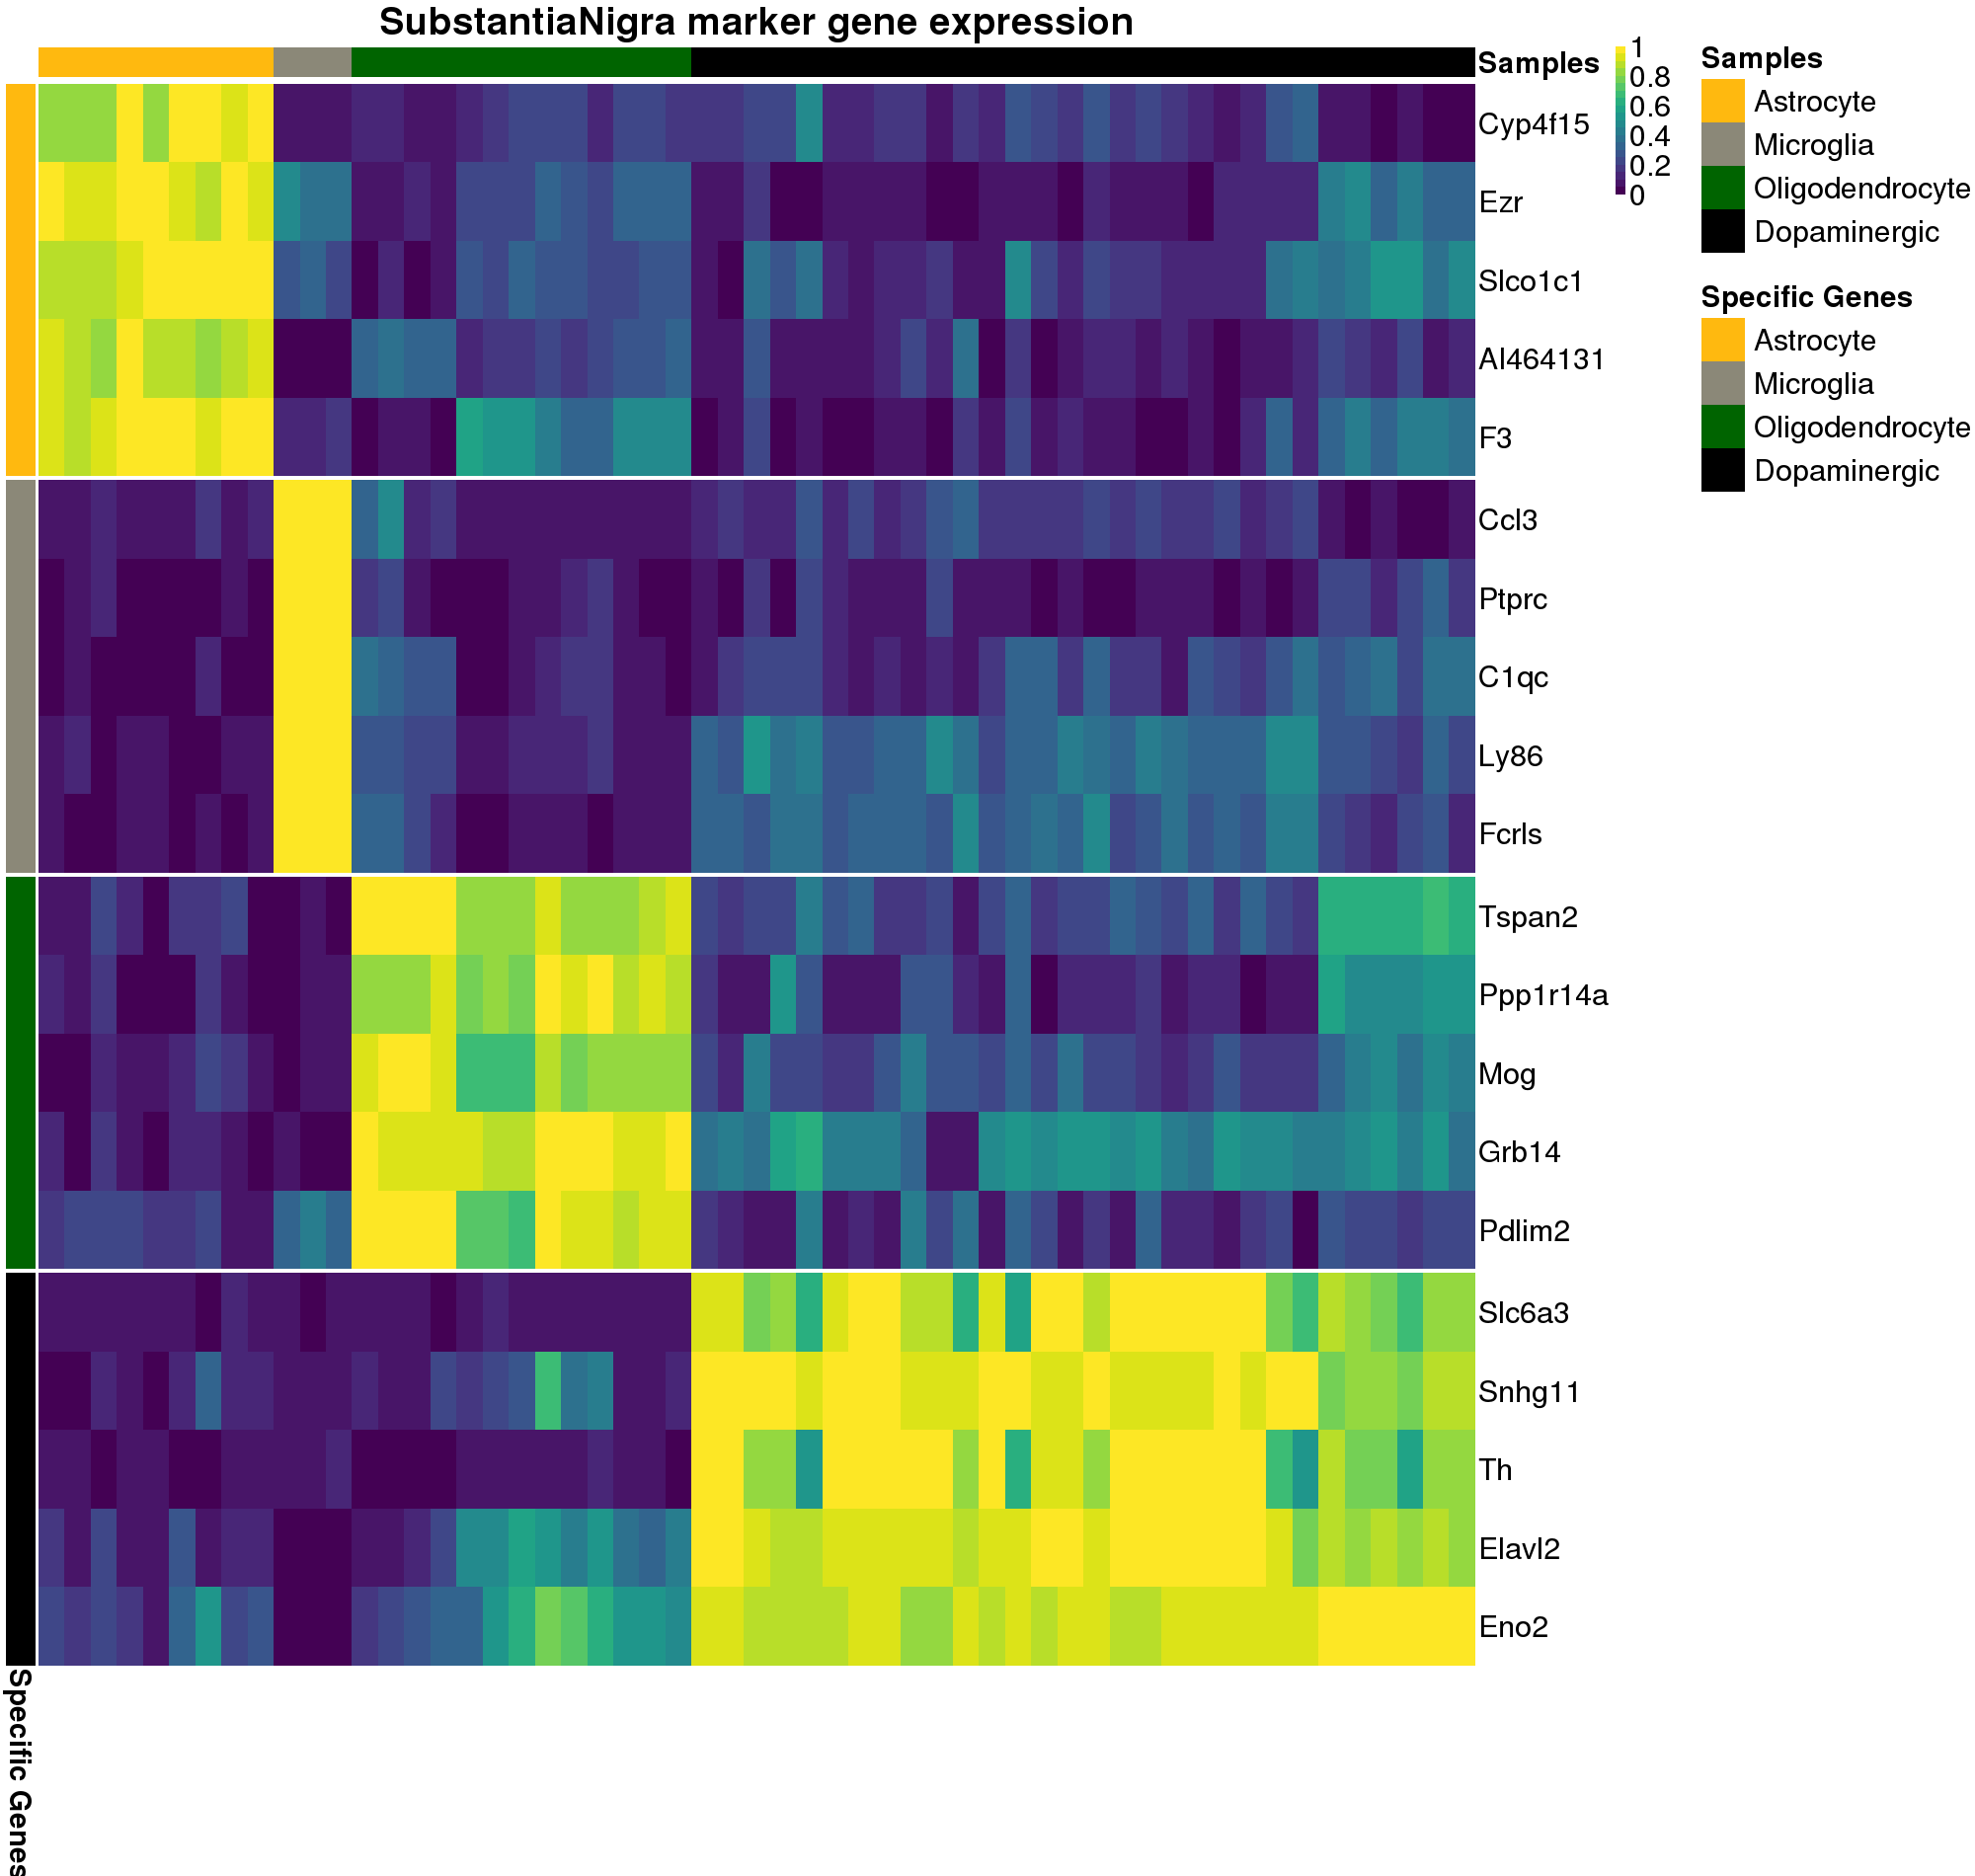 SubstantiaNigra marker gene expression
Samples
Cyp4f15
Ezr
Slco1c1
AI464131
F3
Ccl3
Ptprc
C1qc
Ly86
Fcrls
Tspan2
Ppp1r14a
Mog
Grb14
Pdlim2
Slc6a3
Snhg11
Th
Elavl2
Eno2
Specific Genes
1
0.8
0.6
0.4
0.2
0
Samples
Astrocyte
Microglia
Oligodendrocyte
Dopaminergic
Specific Genes
Astrocyte
Microglia
Oligodendrocyte
Dopaminergic